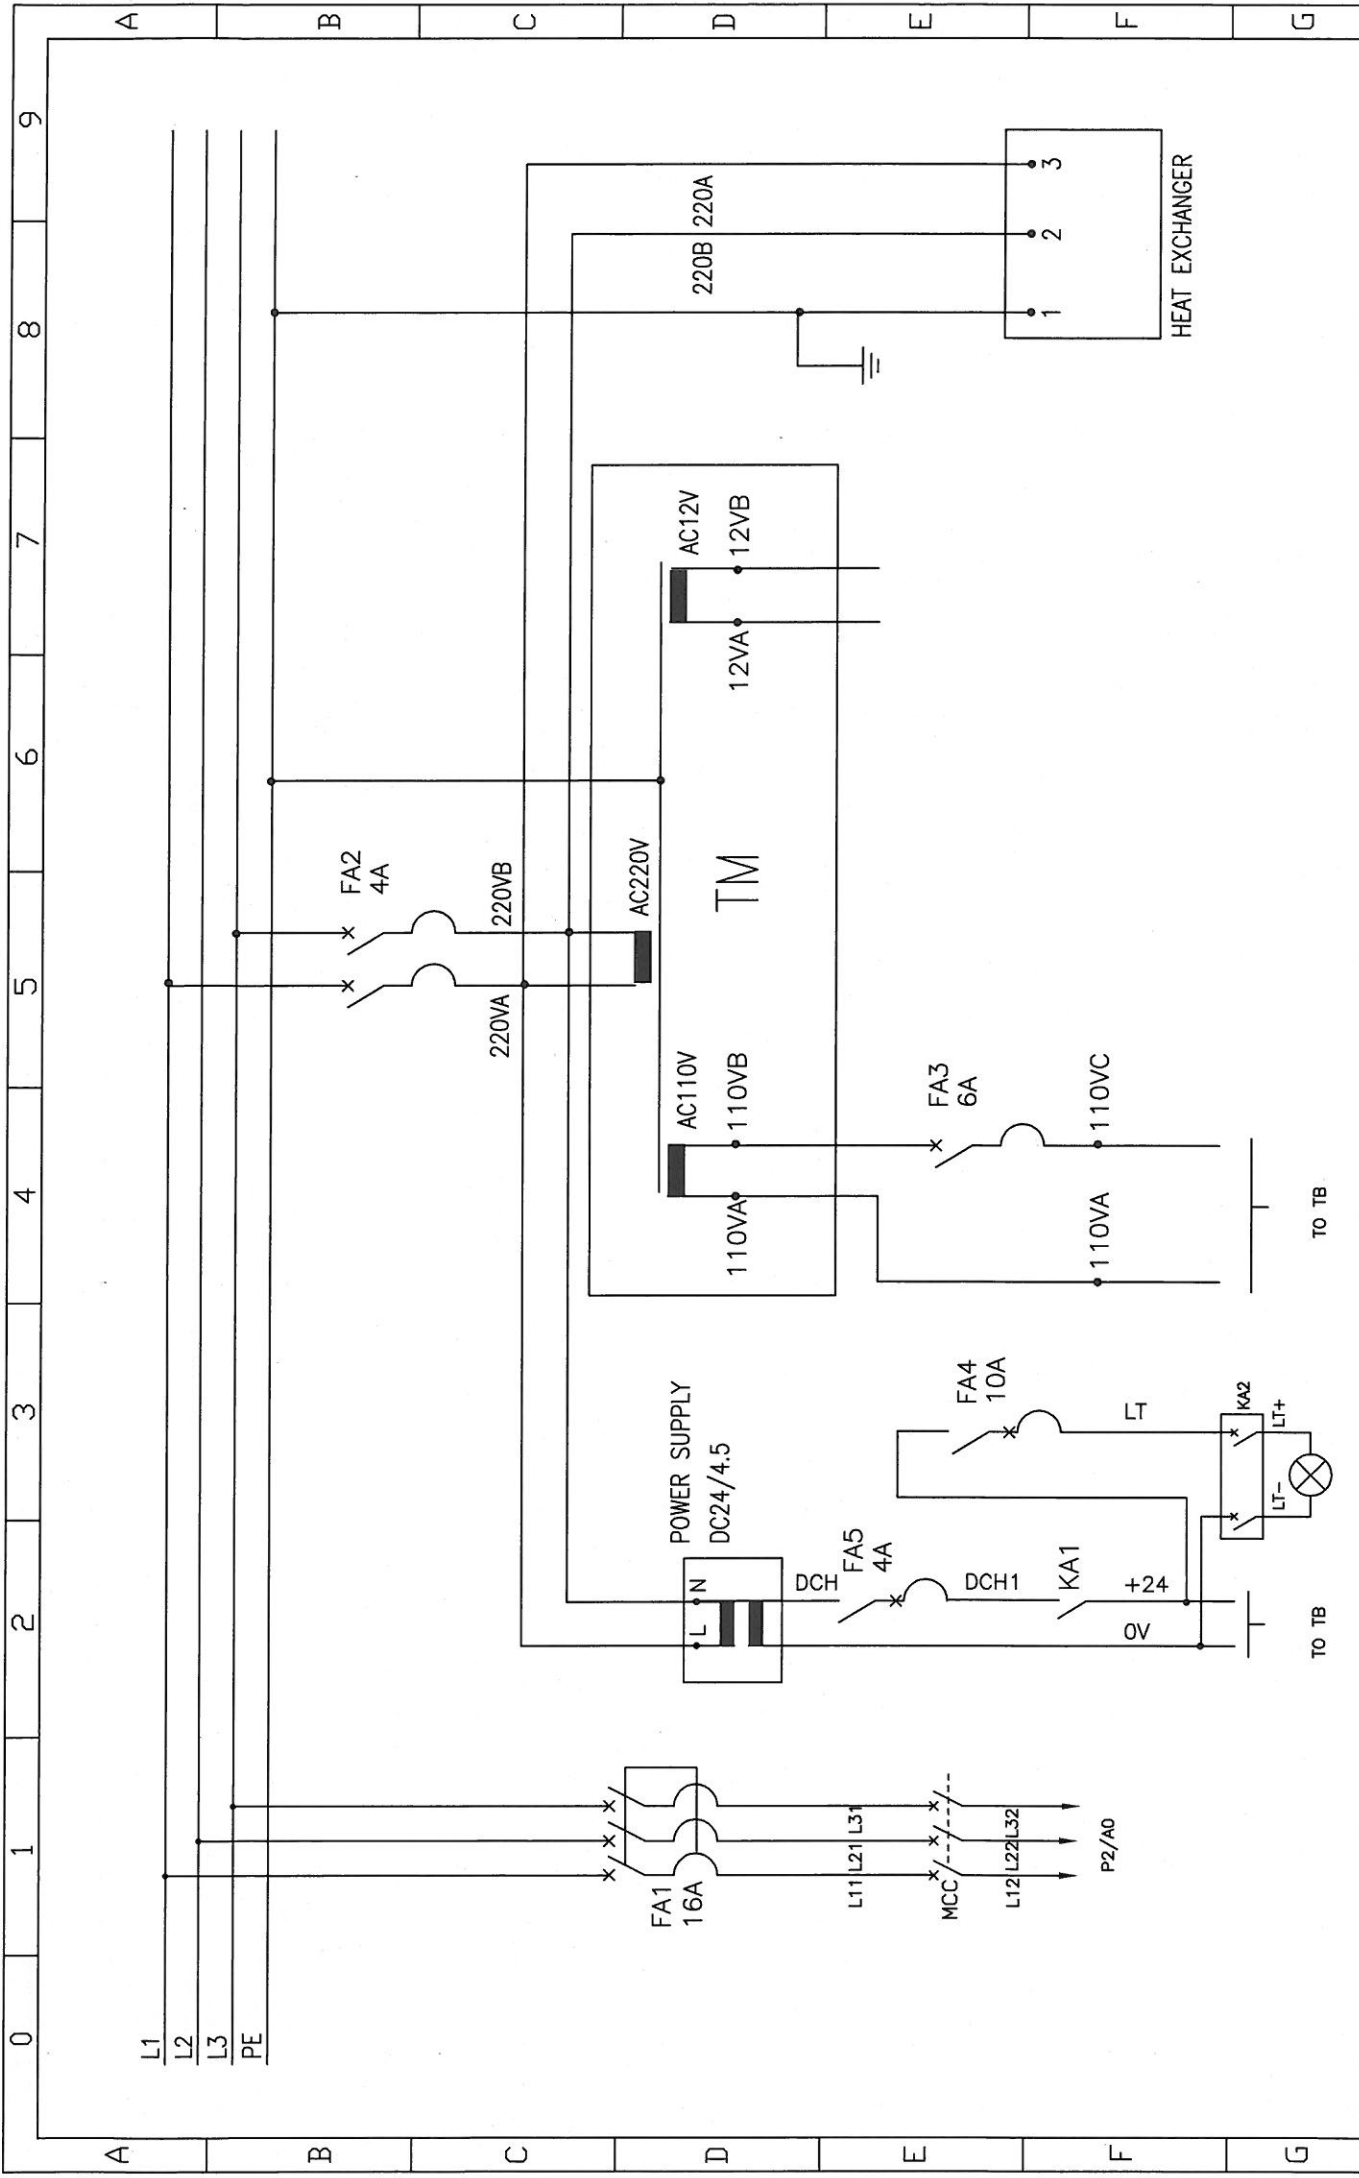 0 1 2 3 4 5 6 7 8 9
A
A
B
B
C
C
D
D
E
E
F
F
G
G
L1
L2
L3
PE
FA2
4A
220VA
220VB
AC220V
POWER SUPPLY
DC24/4.5
L
N
FA1
16A
AC110V
110VA
110VB
TM
AC12V
12VA
12VB
220B
220A
DCH
FA5
4A
DCH1
KA1
0V
+24
TO TB
L11
L21
L31
MCC
L12
L22
L32
P2/A0
FA4
10A
LT
KA2
LT-
LT+
FA3
6A
110VA
110VC
TO TB
1
2
3
HEAT EXCHANGER